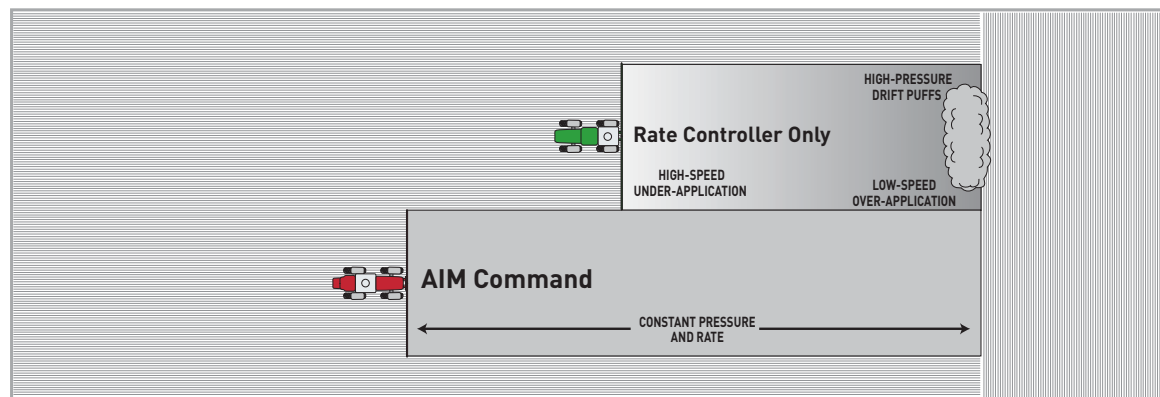 HIGH-PRESSURE
DRIFT PUFFS
Rate Controller Only
HIGH-SPEED
UNDER-APPLICATION
LOW-SPEED
OVER-APPLICATION
AIM Command
CONSTANT PRESSURE
AND RATE